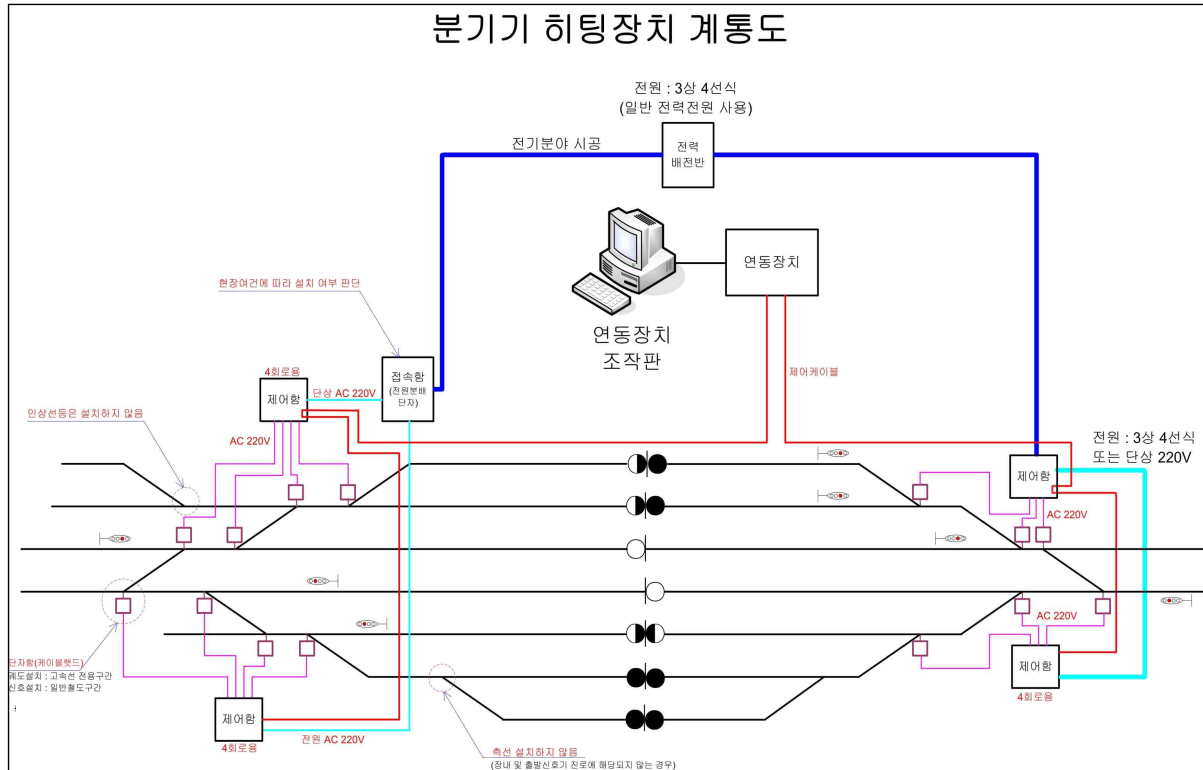 분기기 히팅장치 계통도
전원 : 3상 4선식
(일반 전력전원 사용)
전기분야 시공
전력
배전반
연동장치
연동장치
조작판
현장여건에 따라 설치 여부 판단
제어케이블
4회로용
제어함
단상 AC 220V
접속함
(전원분배
단자)
인상선등은 설치하지 않음
AC 220V
전원 : 3상 4선식
또는 단상 220V
제어함
AC 220V
AC 220V
단자함(케이블헷드)
궤도설치 : 고속선 전용구간
신호설치 : 일반철도구간
제어함
4회로용
전원 AC 220V
제어함
4회로용
측선 설치하지 않음
(장내 및 출발신호기 진로에 해당되지 않는 경우)